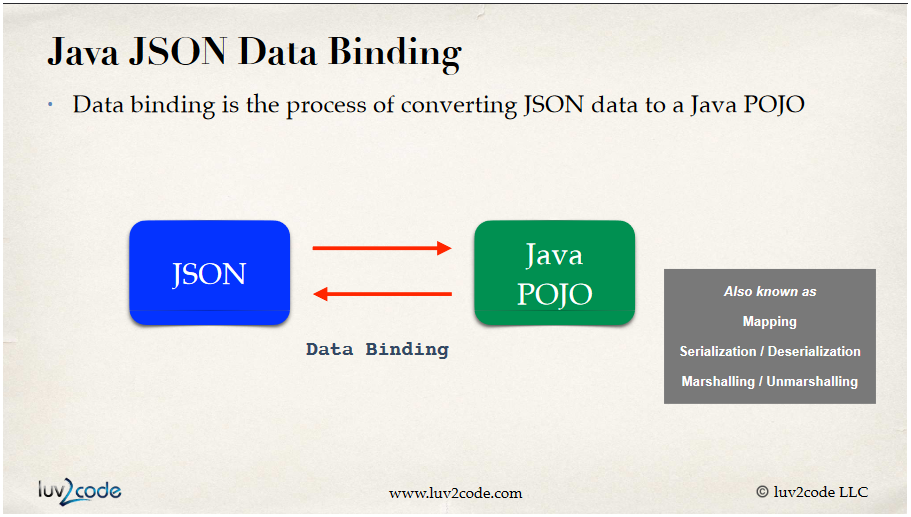 Java JSON Data Binding
• Data binding is the process of converting JSON data to a Java POJO
JSON
Java
POJO
Data Binding
Also known as
Mapping
Serialization / Deserialization
Marshalling / Unmarshalling
luv2code
www.luv2code.com
© luv2code LLC